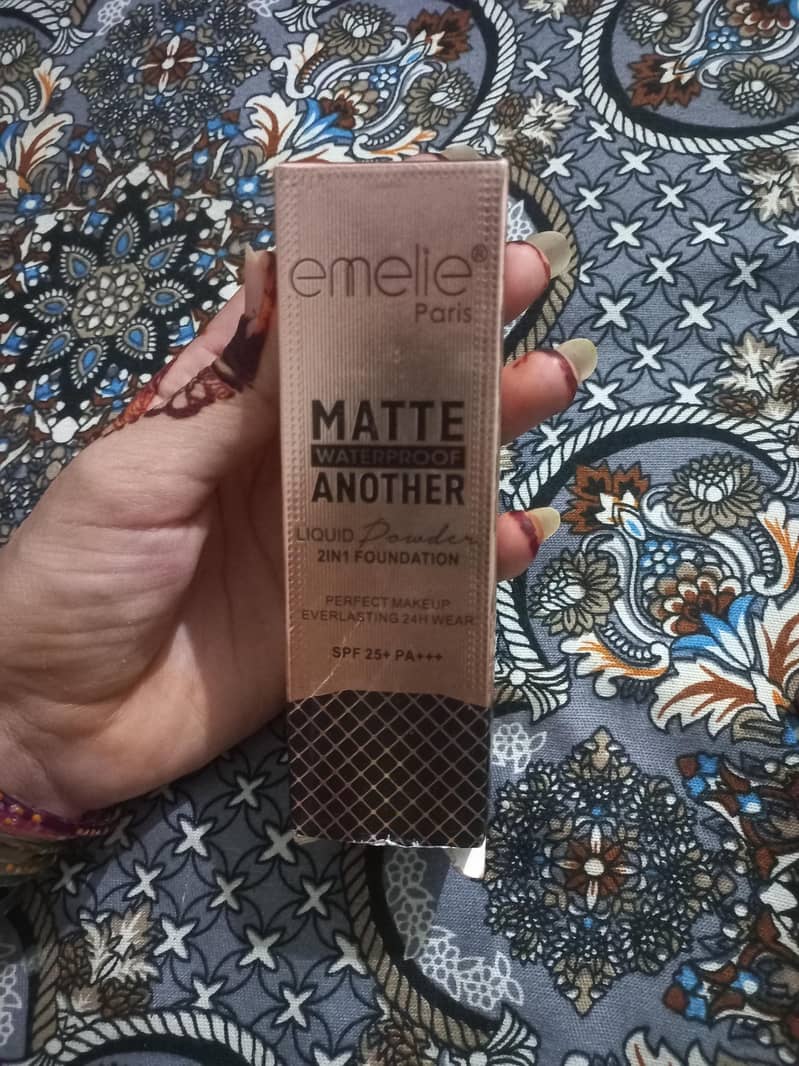 emelie®
Paris
MATTE
WATERPROOF
ANOTHER
LIQUID Powder
2IN1 FOUNDATION
PERFECT MAKEUP
EVERLASTING 24H WEAR
SPF 25+ PA+++